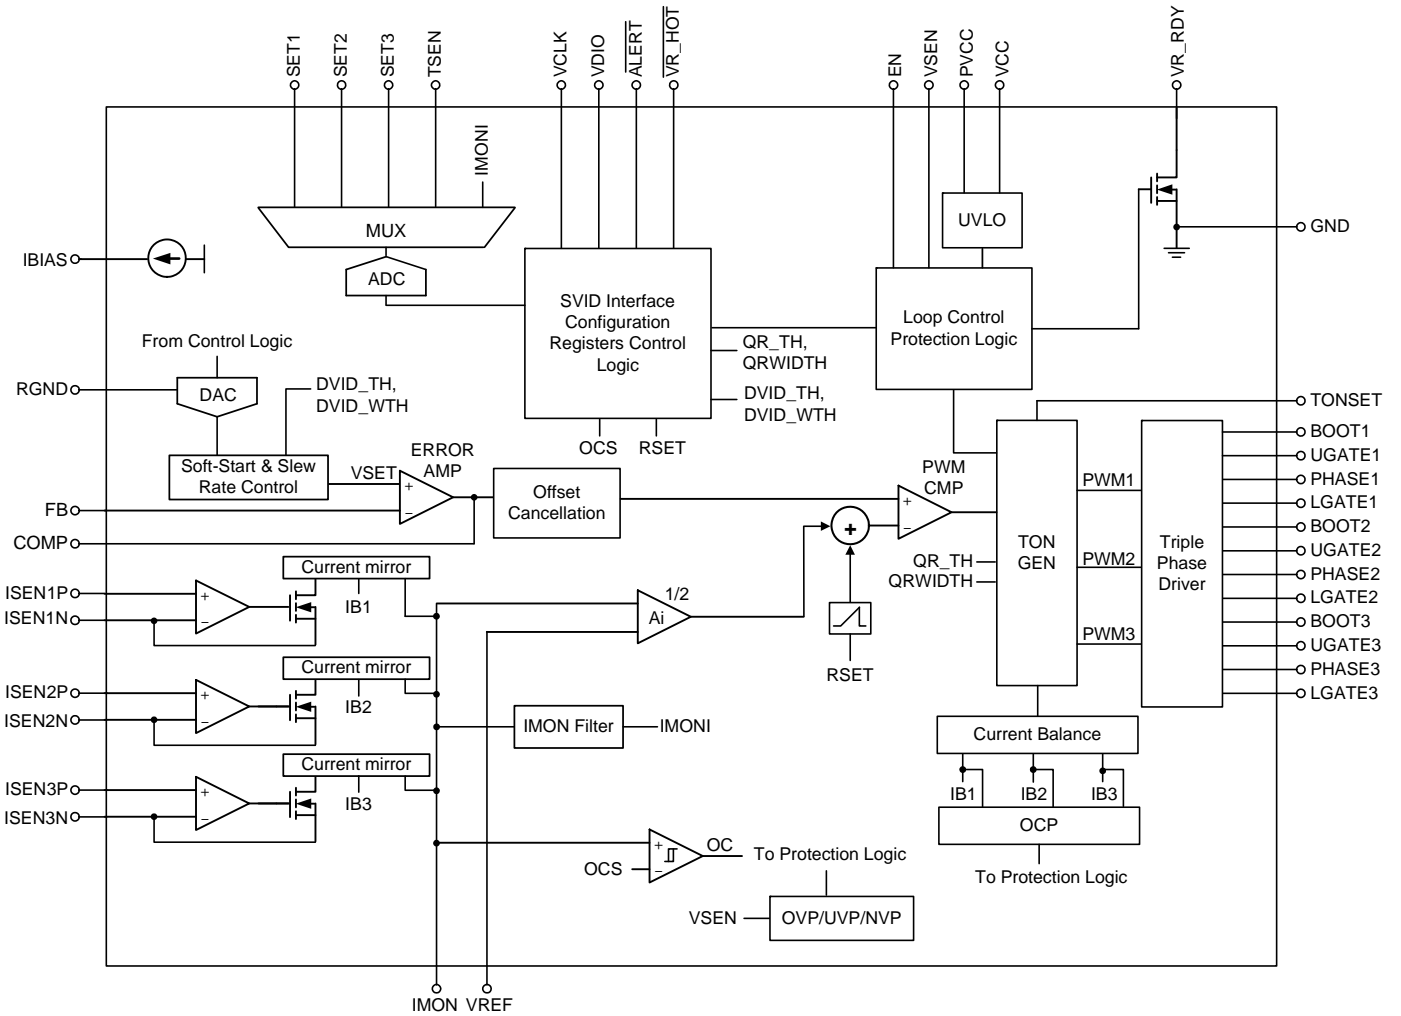 SET1
SET2
SET3
TSEN
VCLK
VDIO
ALERT
VR_HOT
EN
VSEN
PVCC
VCC
VR_RDY
IMONI
MUX
ADC
UVLO
GND
IBIAS
SVID Interface
Configuration
Registers Control
Logic
Loop Control
Protection Logic
QR_TH,
QRWIDTH
DVID_TH,
DVID_WTH
OCS
RSET
From Control Logic
RGND
DAC
DVID_TH,
DVID_WTH
Soft-Start & Slew
Rate Control
VSET
ERROR
AMP
+
−
Offset
Cancellation
FB
COMP
PWM
CMP
+
−
+
TON
GEN
QR_TH
QRWIDTH
PWM1
PWM2
PWM3
Triple
Phase
Driver
TONSET
BOOT1
UGATE1
PHASE1
LGATE1
BOOT2
UGATE2
PHASE2
LGATE2
BOOT3
UGATE3
PHASE3
LGATE3
ISEN1P
ISEN1N
+
−
Current mirror
IB1
1/2
Ai
RSET
ISEN2P
ISEN2N
+
−
Current mirror
IB2
IMON Filter
IMONI
ISEN3P
ISEN3N
+
−
Current mirror
IB3
Current Balance
IB1
IB2
IB3
OCP
To Protection Logic
OCS
+
−
OC
To Protection Logic
VSEN
OVP/UVP/NVP
IMON
VREF